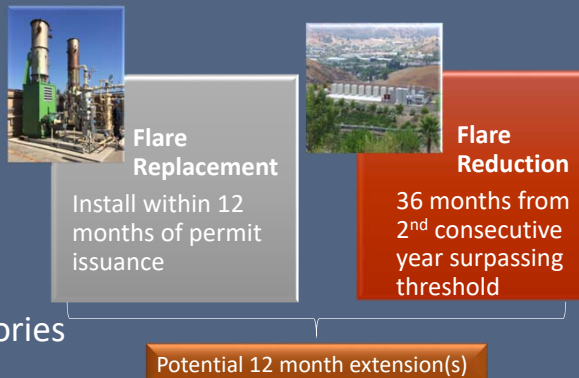 Flare
Replacement
Install within 12
months of permit
issuance
Flare
Reduction
36 months from
2nd consecutive
year surpassing
threshold
Potential 12 month extension(s)